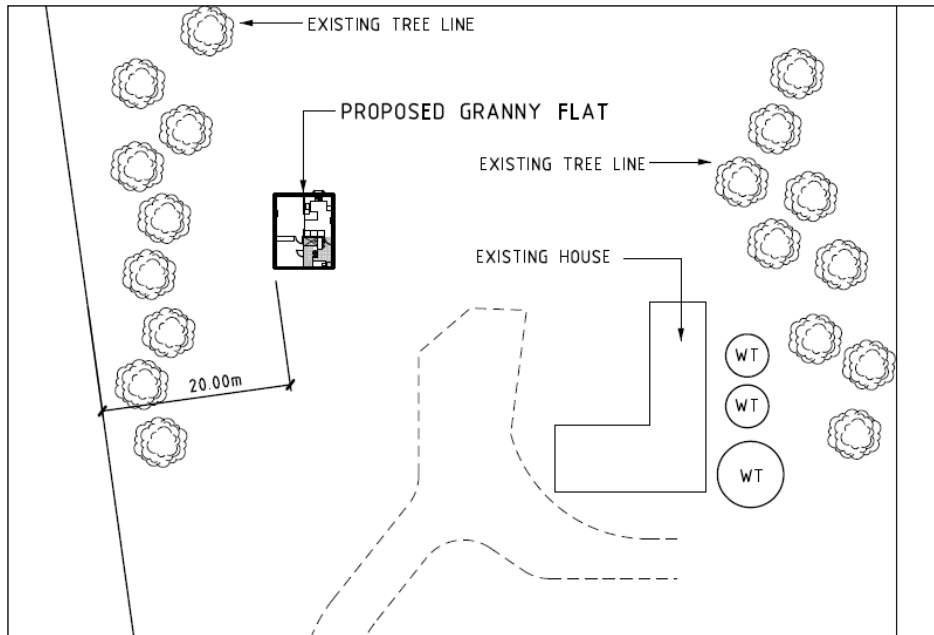 EXISTING TREE LINE
PROPOSED GRANNY FLAT
EXISTING TREE LINE
EXISTING HOUSE
WT
20.00m
WT
WT